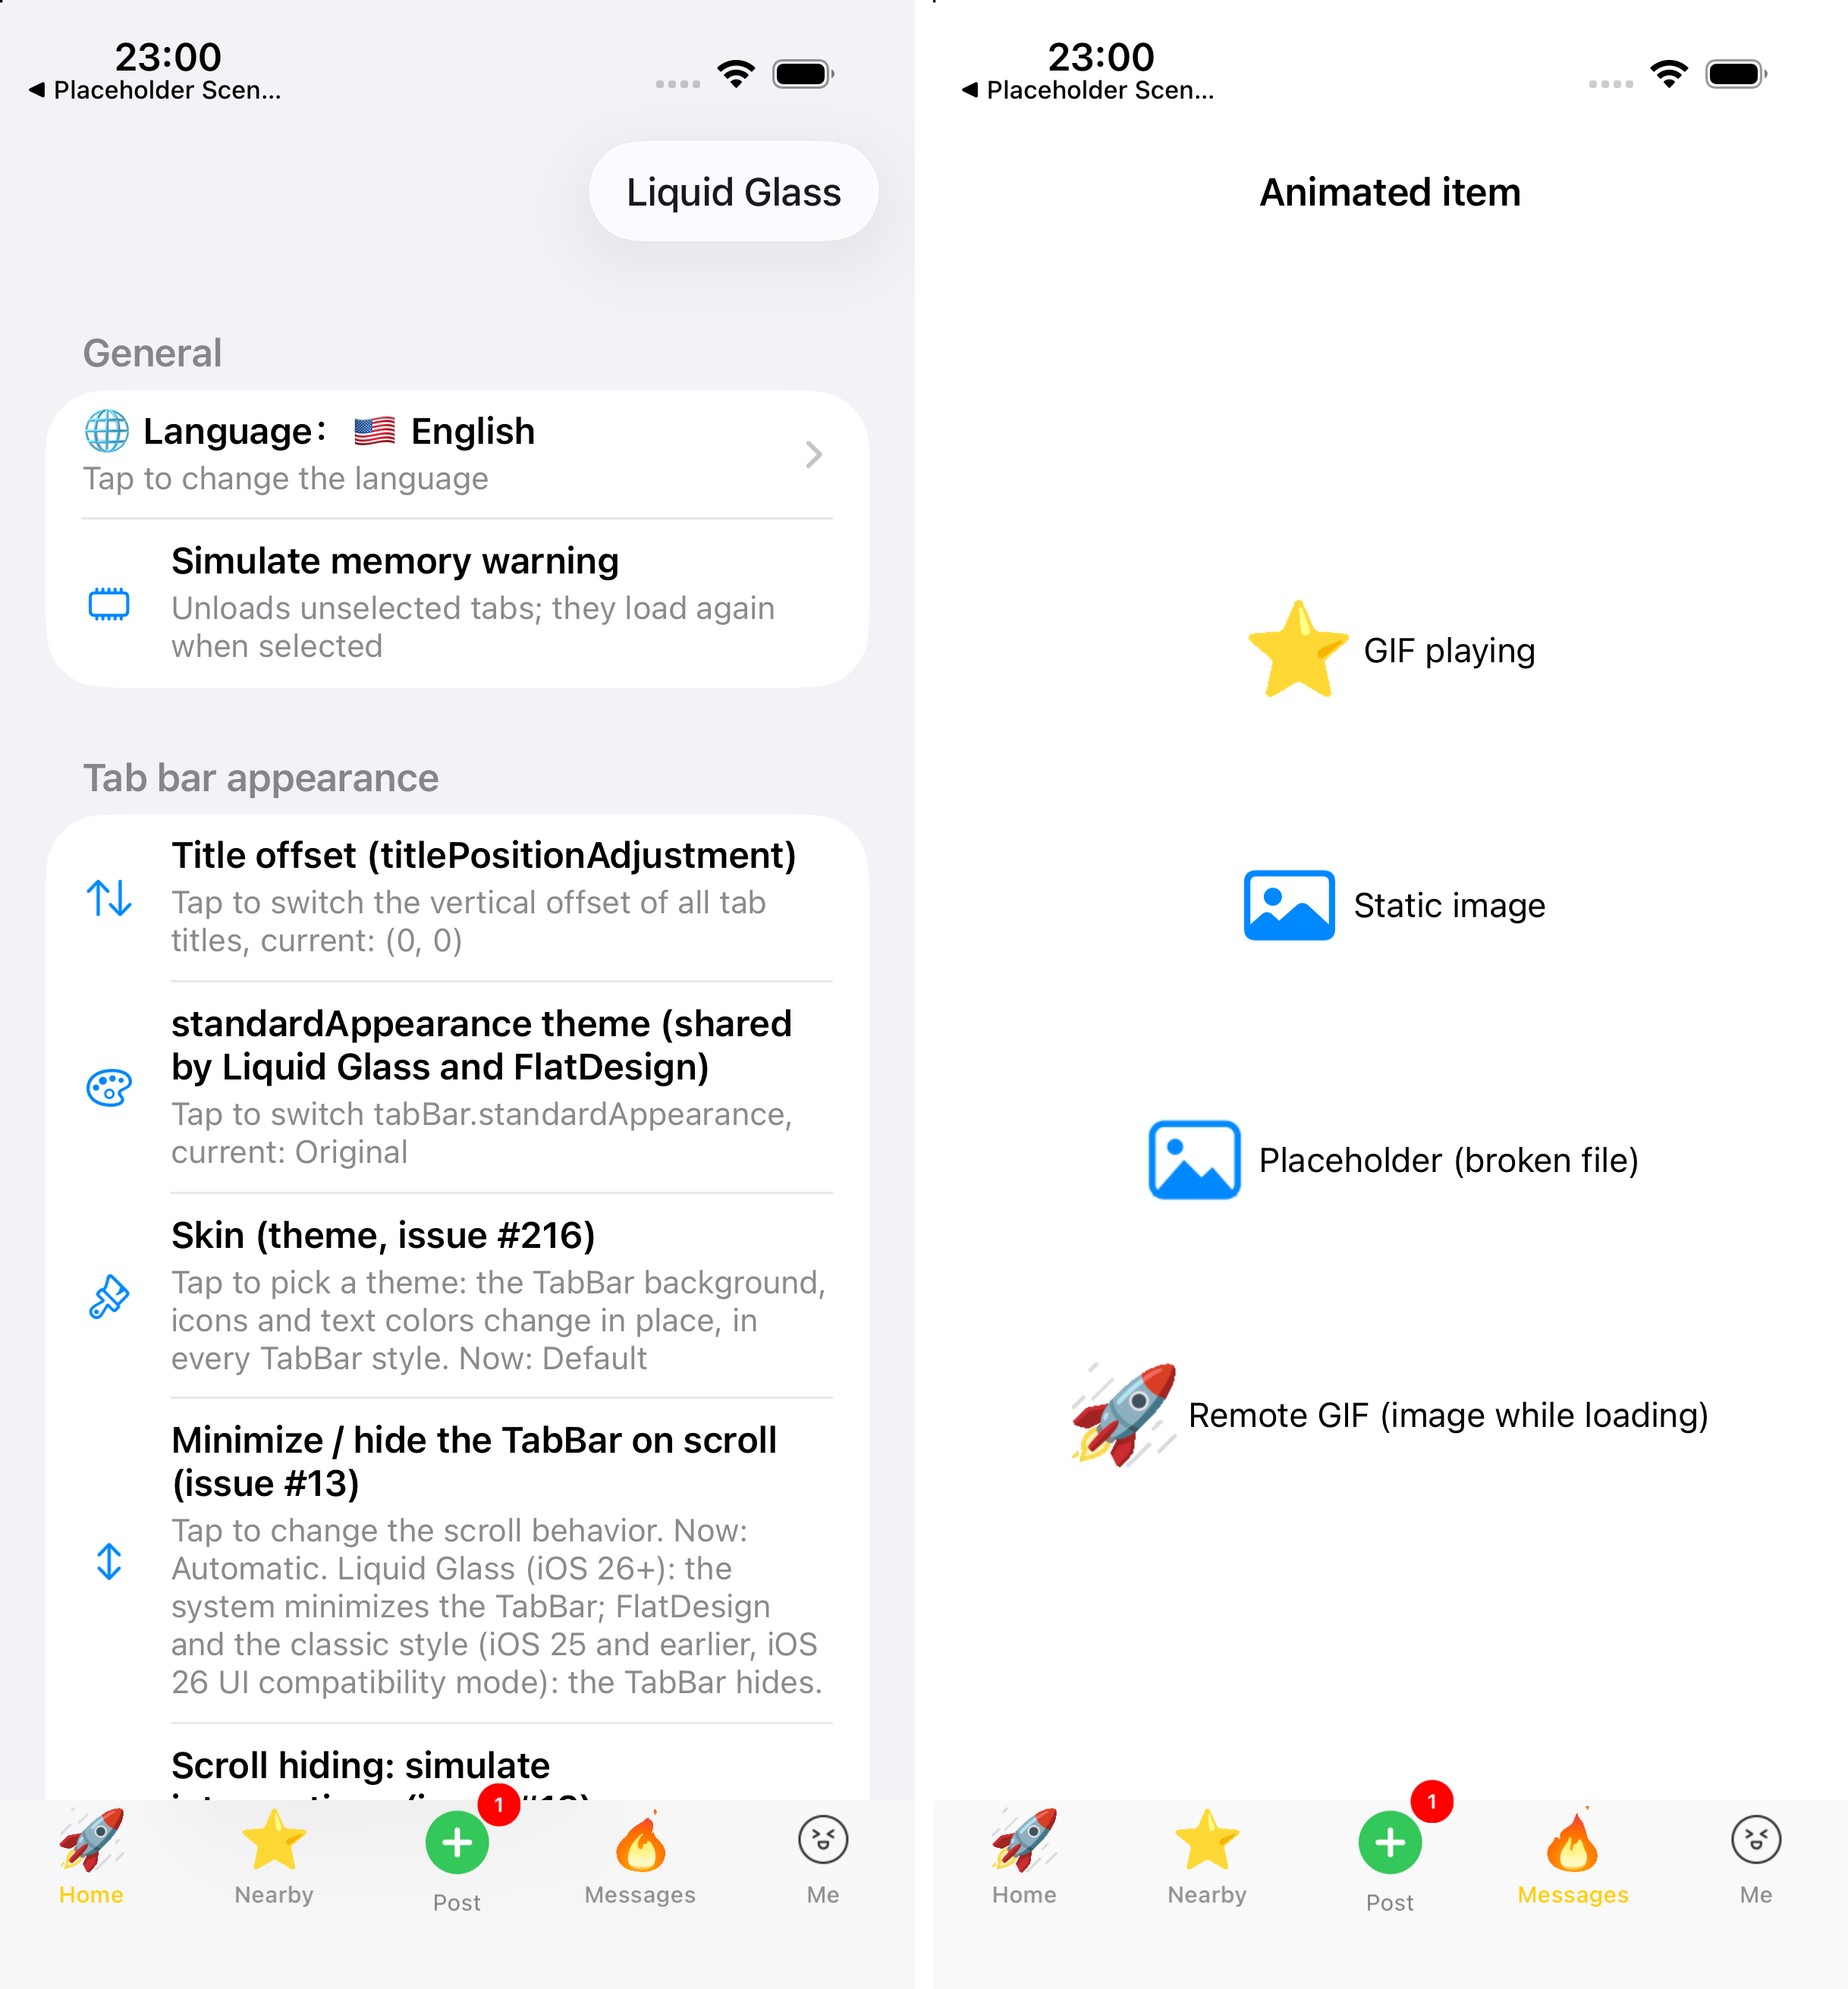 23:00
◀ Placeholder Scen...
Liquid Glass
General
Language： English
Tap to change the language
Simulate memory warning
Unloads unselected tabs; they load again
when selected
Tab bar appearance
Title offset (titlePositionAdjustment)
Tap to switch the vertical offset of all tab
titles, current: (0, 0)
standardAppearance theme (shared
by Liquid Glass and FlatDesign)
Tap to switch tabBar.standardAppearance,
current: Original
Skin (theme, issue #216)
Tap to pick a theme: the TabBar background,
icons and text colors change in place, in
every TabBar style. Now: Default
Minimize / hide the TabBar on scroll
(issue #13)
Tap to change the scroll behavior. Now:
Automatic. Liquid Glass (iOS 26+): the
system minimizes the TabBar; FlatDesign
and the classic style (iOS 25 and earlier, iOS
26 UI compatibility mode): the TabBar hides.
Scroll hiding: simulate
1
Home
Nearby
Post
Messages
Me
23:00
◀ Placeholder Scen...
Animated item
GIF playing
Static image
Placeholder (broken file)
Remote GIF (image while loading)
1
Home
Nearby
Post
Messages
Me